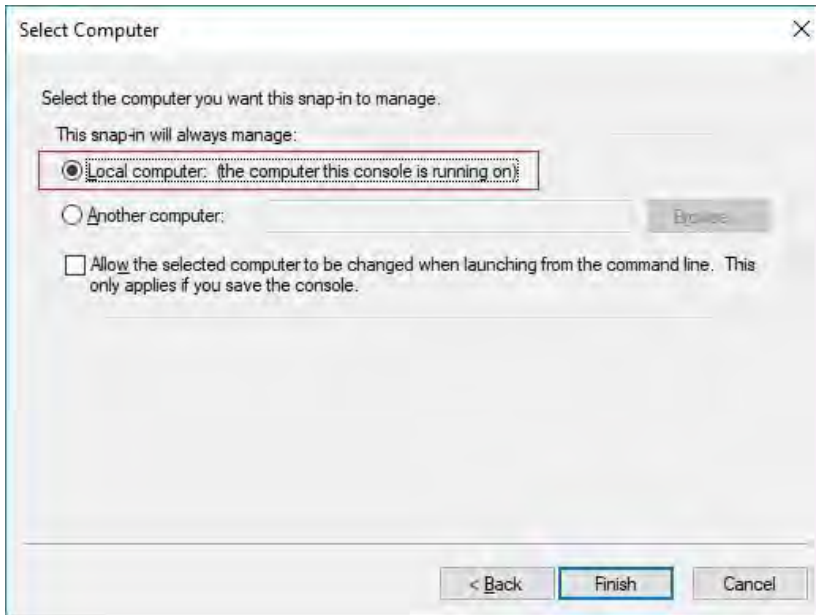 Select Computer
Select the computer you want this snap-in to manage.
This snap-in will always manage:
Local computer: (the computer this console is running on)
Another computer:
Browse...
Allow the selected computer to be changed when launching from the command line. This
only applies if you save the console.
< Back
Finish
Cancel